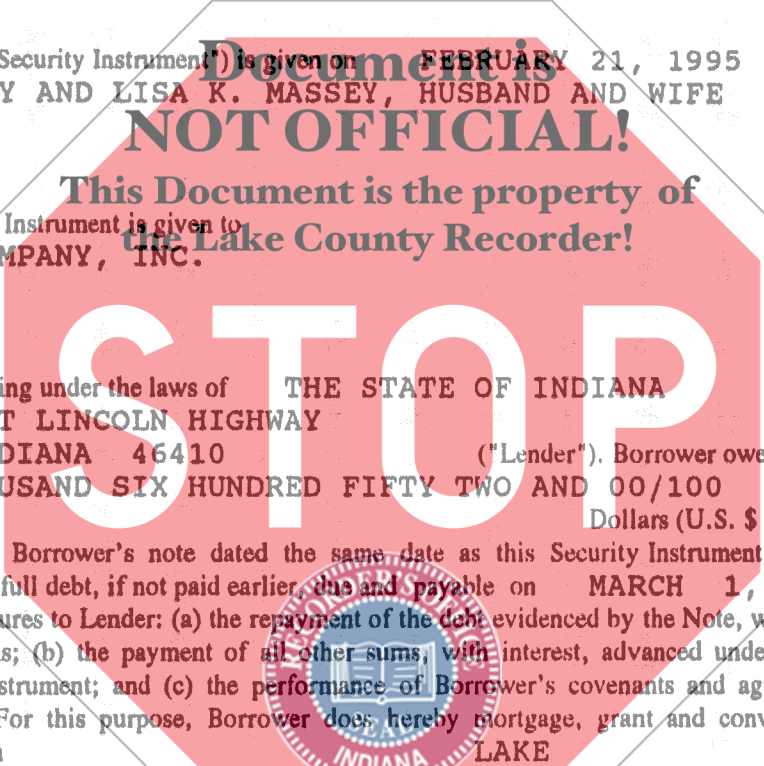 Security Instrument") is given on FEBRUARY 21, 1995
Y AND LISA K. MASSEY, HUSBAND AND WIFE
Document is
NOT OFFICIAL!
This Document is the property of
the Lake County Recorder!
Instrument is given to
MPANY, INC.
STOP
ing under the laws of THE STATE OF INDIANA
T LINCOLN HIGHWAY
DIANA 46410 ("Lender"). Borrower owe
USAND SIX HUNDRED FIFTY TWO AND 00/100
Dollars (U.S. $
Borrower's note dated the same date as this Security Instrument
full debt, if not paid earlier, due and payable on MARCH 1,
ures to Lender: (a) the repayment of the debt evidenced by the Note, w
s; (b) the payment of all other sums, with interest, advanced unde
strument; and (c) the performance of Borrower's covenants and ag
For this purpose, Borrower does hereby mortgage, grant and conv
LAKE
RECORDER'S OFFICE
SEAL
INDIANA